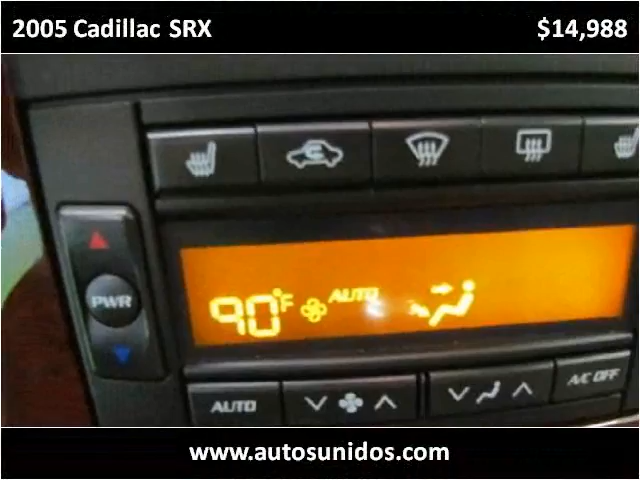 2005 Cadillac SRX $14,988
PWR
90°F AUTO
AUTO
A/C OFF
www.autosunidos.com